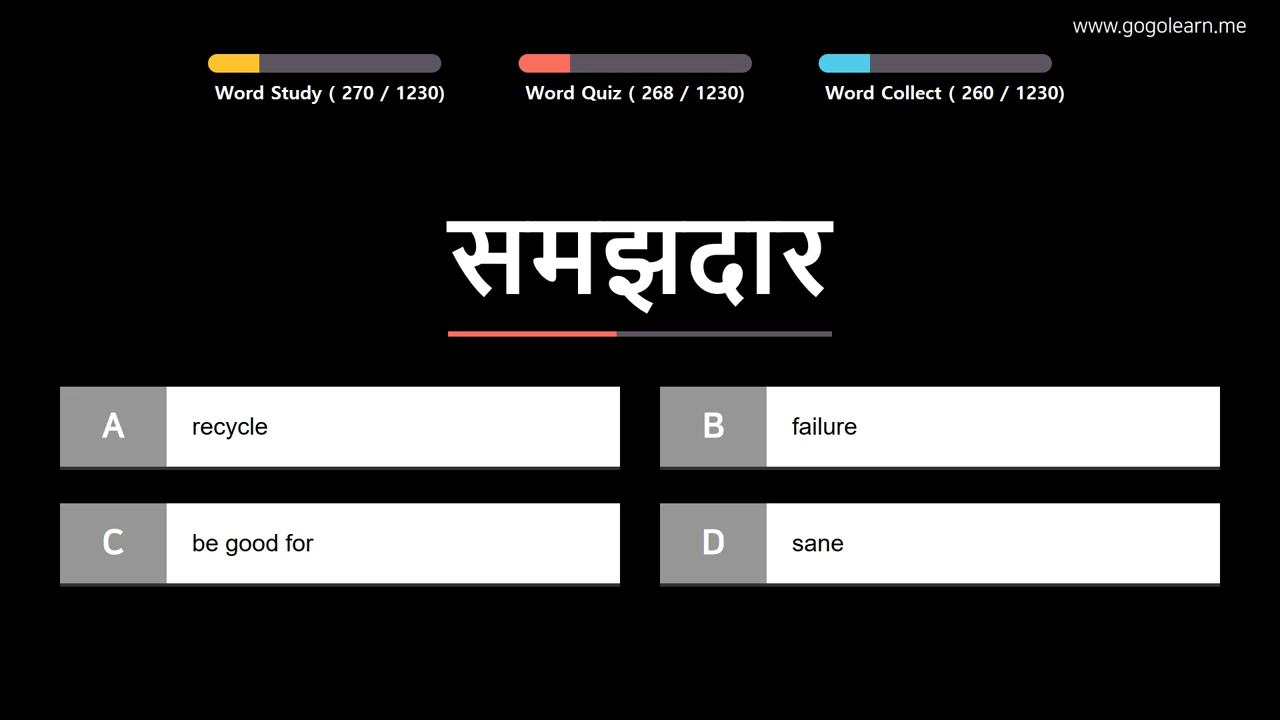 www.gogolearn.me
Word Study ( 270 / 1230)
Word Quiz ( 268 / 1230)
Word Collect ( 260 / 1230)
समझदार
A recycle
B failure
C be good for
D sane